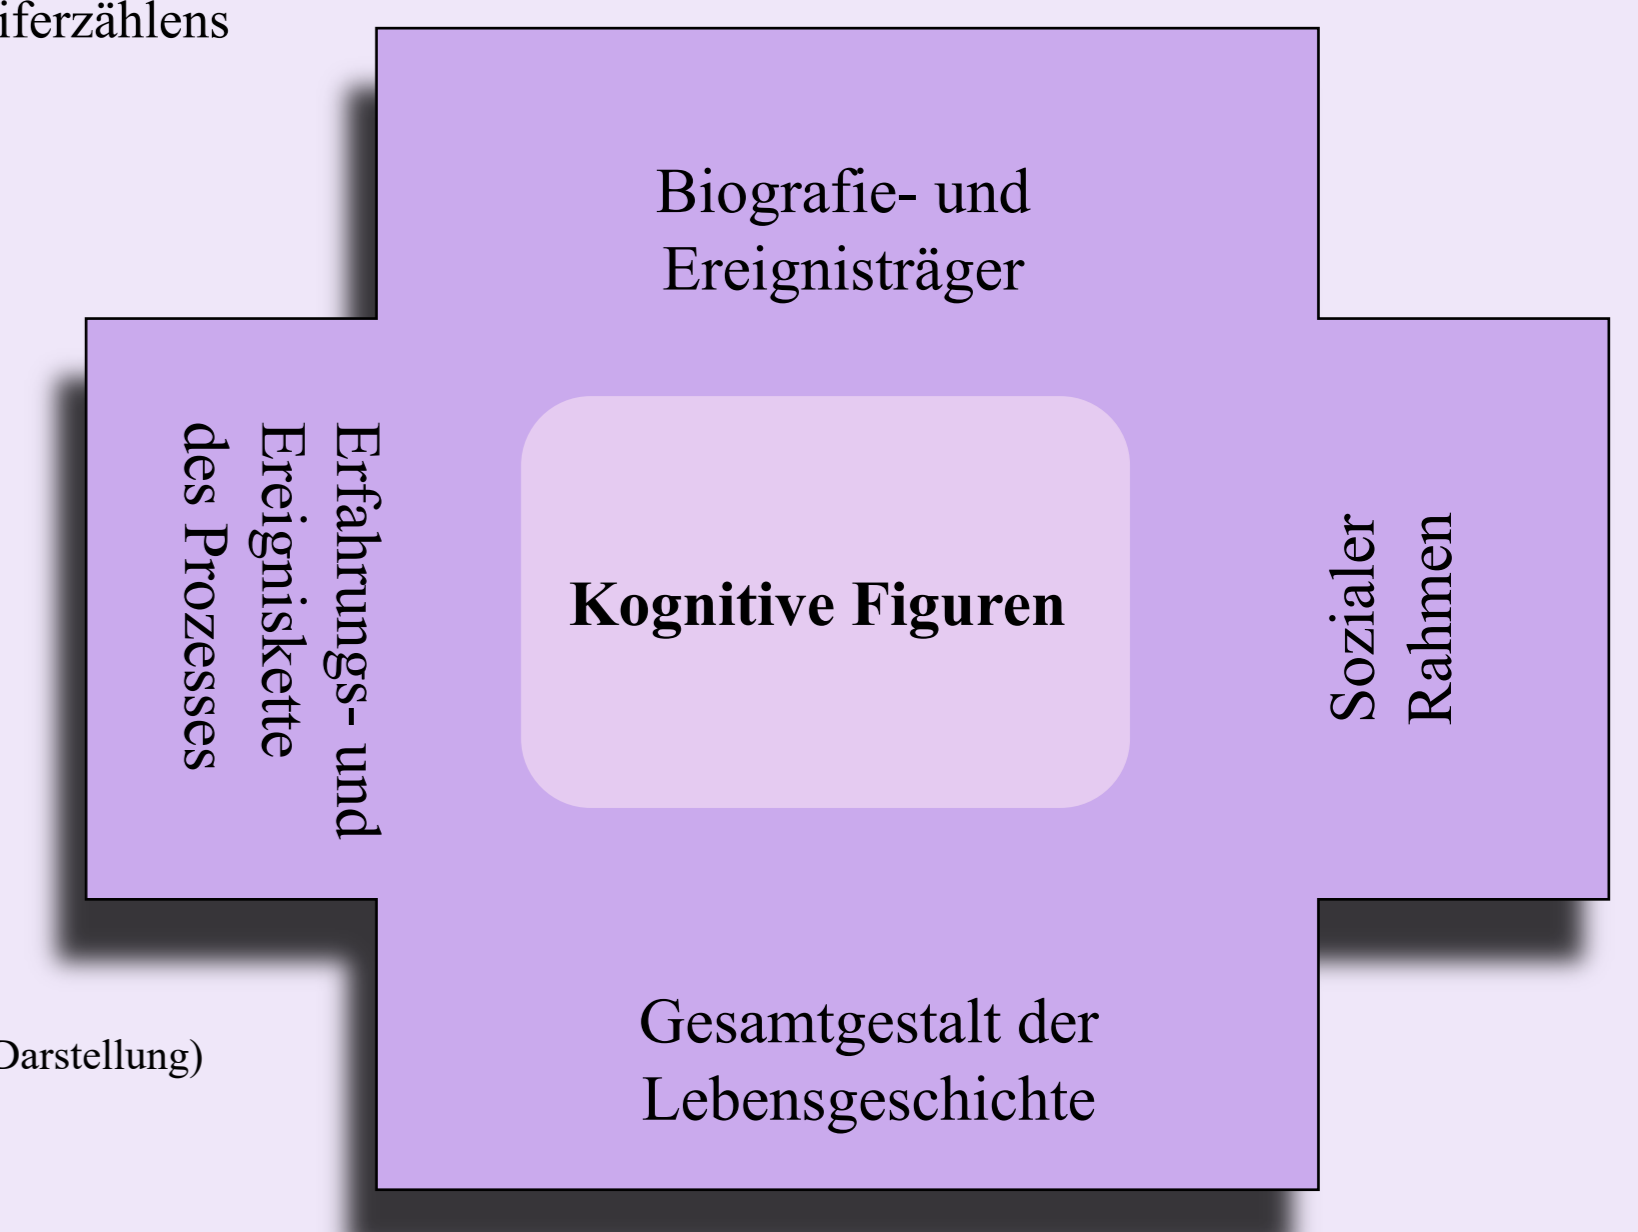 iferzählens
Biografie- und
Ereignisträger
Erfahrungs- und
Ereigniskette
des Prozesses
Kognitive Figuren
Sozialer
Rahmen
Gesamtgestalt der
Lebensgeschichte
Darstellung)